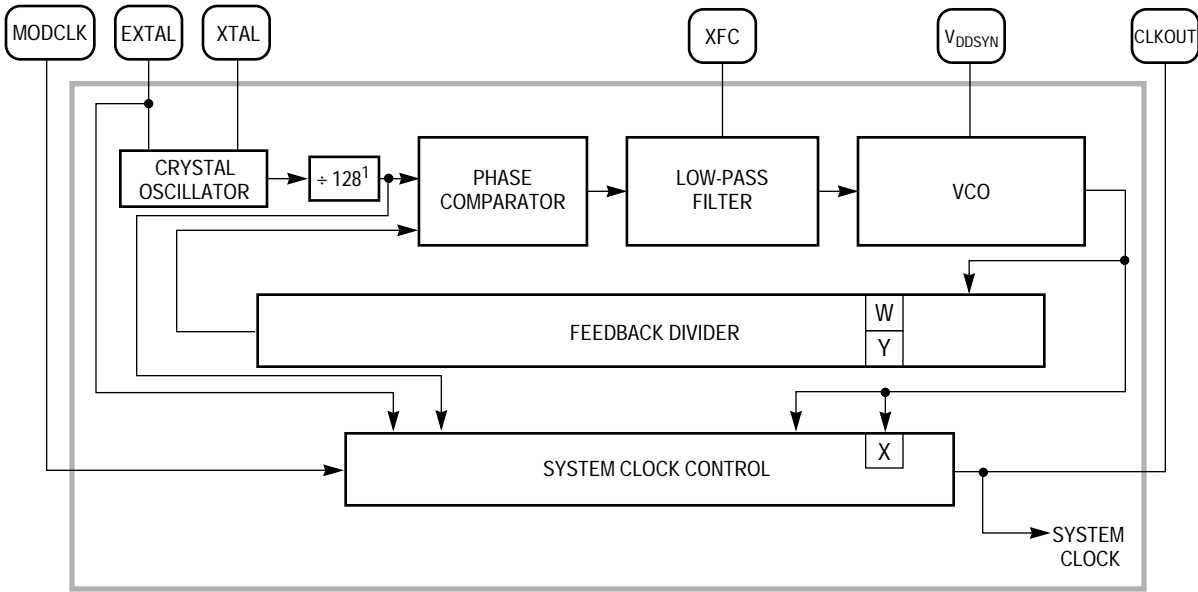 MODCLK
EXTAL
XTAL
XFC
VDDSYN
CLKOUT
CRYSTAL
OSCILLATOR
÷ 128¹
PHASE
COMPARATOR
LOW-PASS
FILTER
VCO
FEEDBACK DIVIDER
W
Y
SYSTEM CLOCK CONTROL
X
SYSTEM
CLOCK